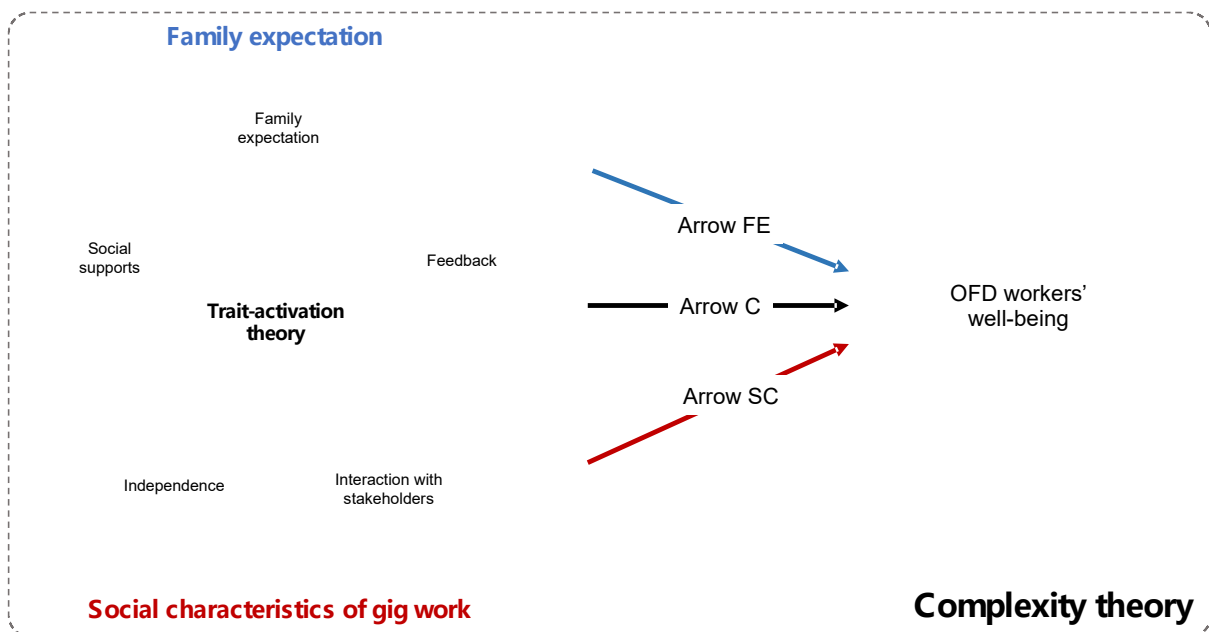 Family expectation
Family
expectation
Arrow FE
Social
supports
Feedback
Trait-activation
theory
Arrow C
OFD workers’
well-being
Arrow SC
Independence
Interaction with
stakeholders
Social characteristics of gig work
Complexity theory